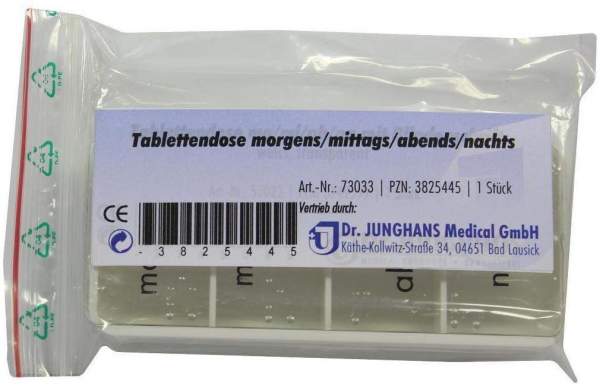 Tablettendose morgens/mittags/abends/nachts
Art.-Nr.: 73033 | PZN: 3825445 | 1 Stück
Vertrieb durch:
CE
Dr. JUNGHANS Medical GmbH
Käthe-Kollwitz-Straße 34, 04651 Bad Lausick
- 3 8 2 5 4 4 5
mo
m
a
n